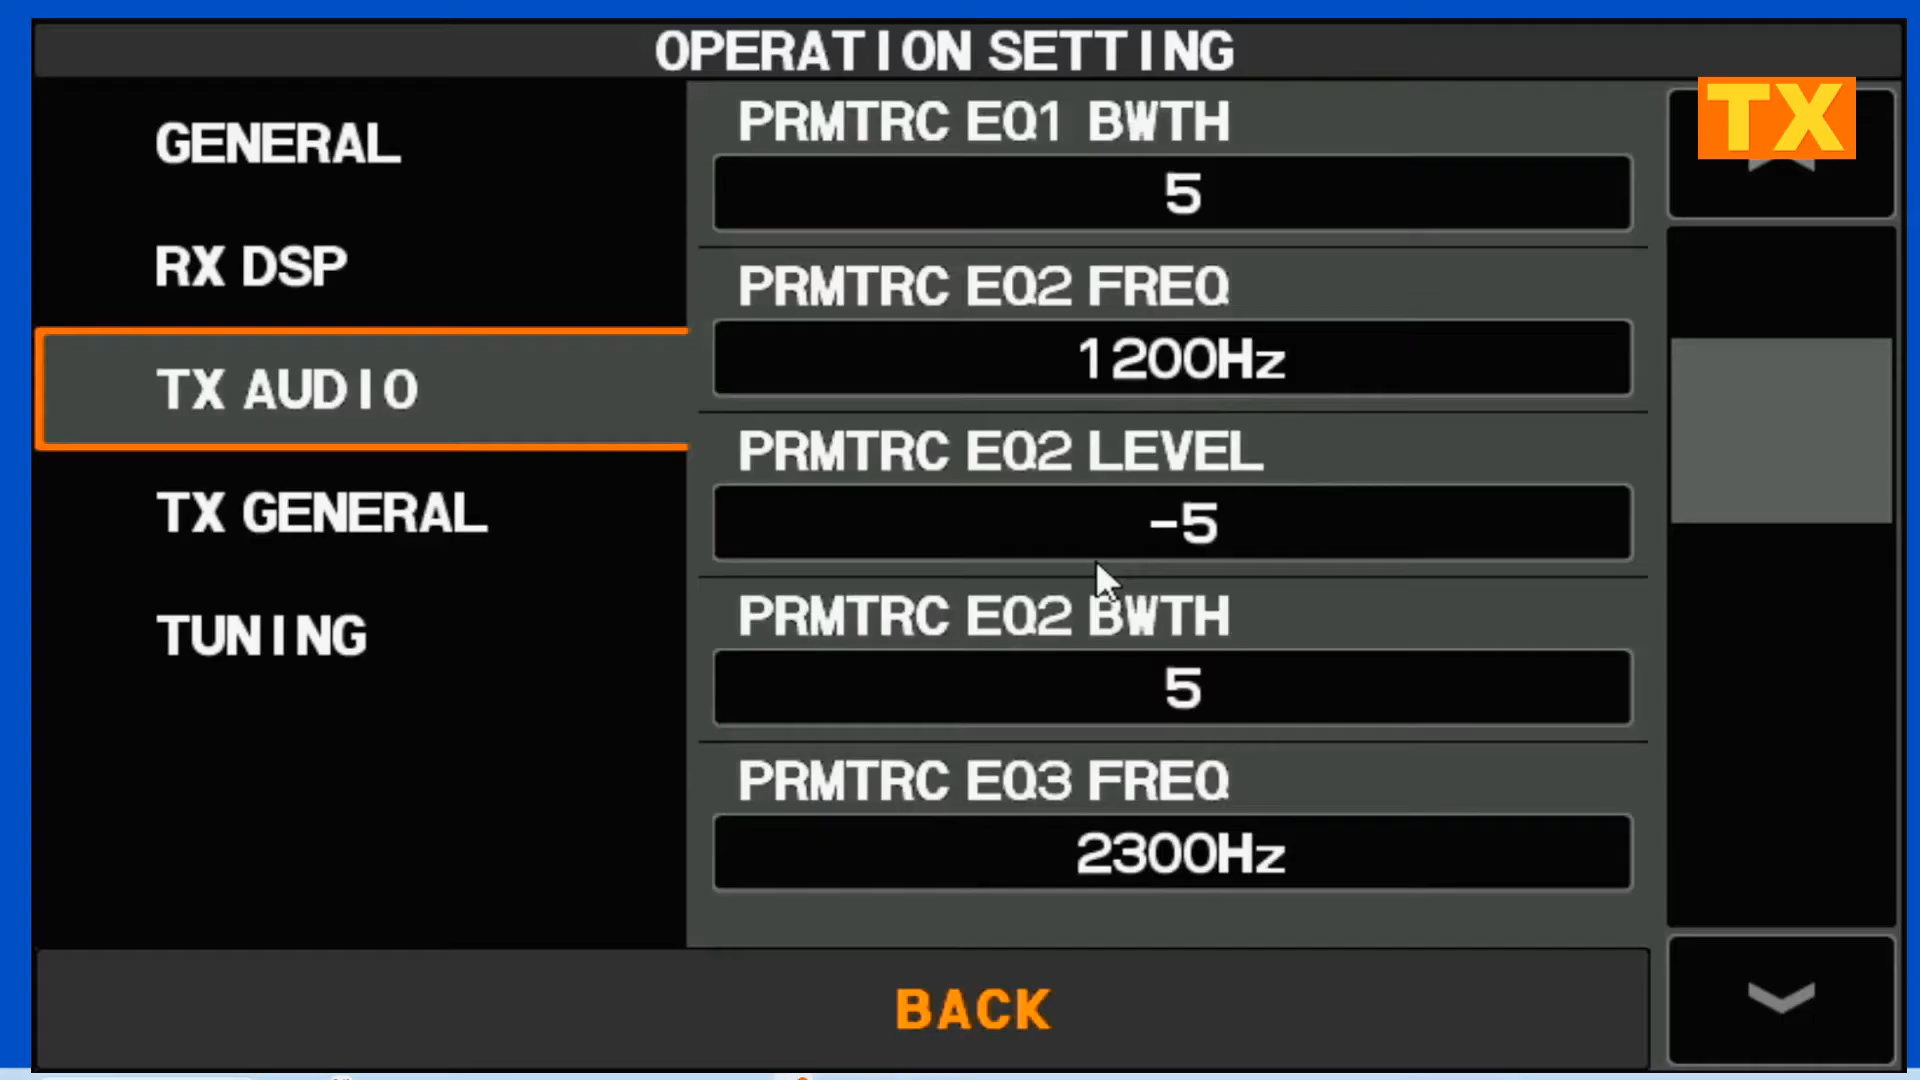 OPERATION SETTING
TX
GENERAL
RX DSP
TX AUDIO
TX GENERAL
TUNING
PRMTRC EQ1 BWTH
5
PRMTRC EQ2 FREQ
1200Hz
PRMTRC EQ2 LEVEL
-5
PRMTRC EQ2 BWTH
5
PRMTRC EQ3 FREQ
2300Hz
BACK